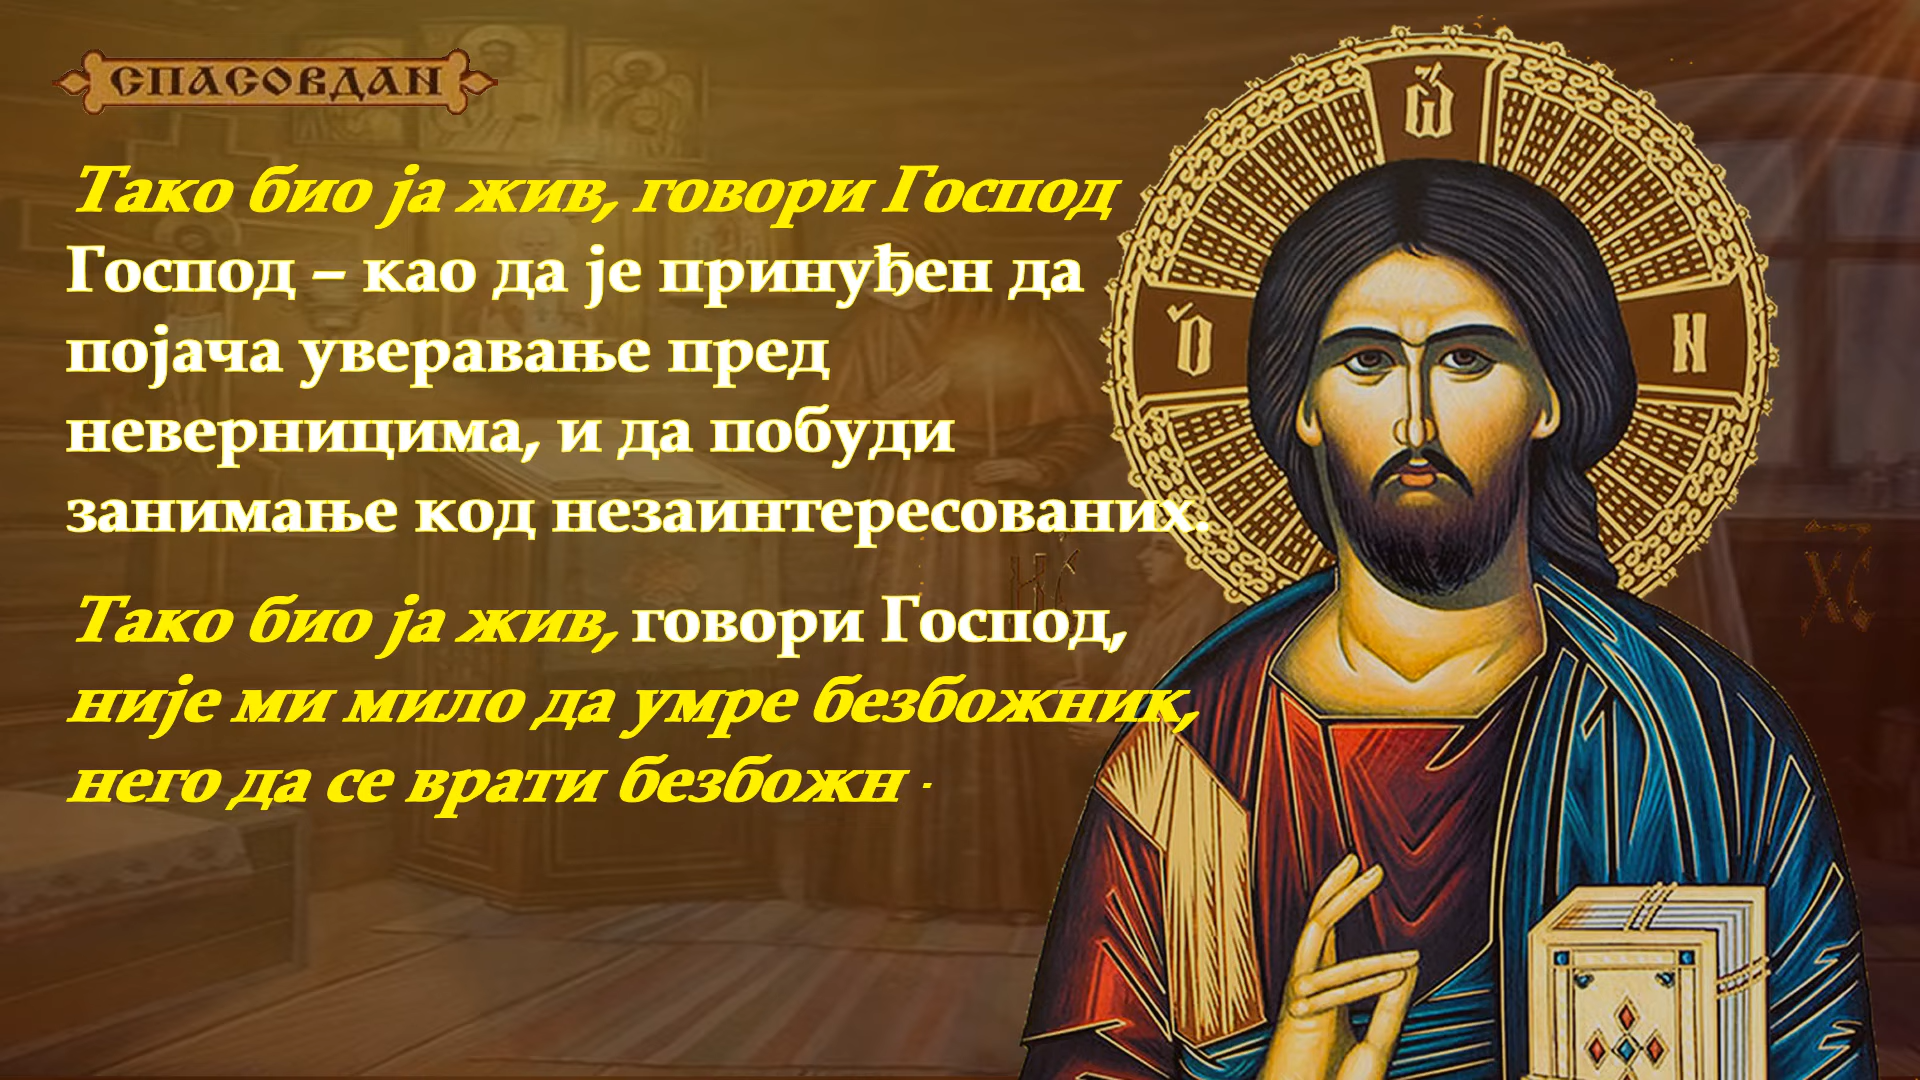 СПАСОВДАН
Тако био ја жив, говори Господ
Господ – као да је принуђен да
појача уверавање пред
неверницима, и да побуди
занимање код незаинтересованих.
Тако био ја жив, говори Господ,
није ми мило да умре безбожник,
него да се врати безбожн -
Ѿ
О
Н
ХС